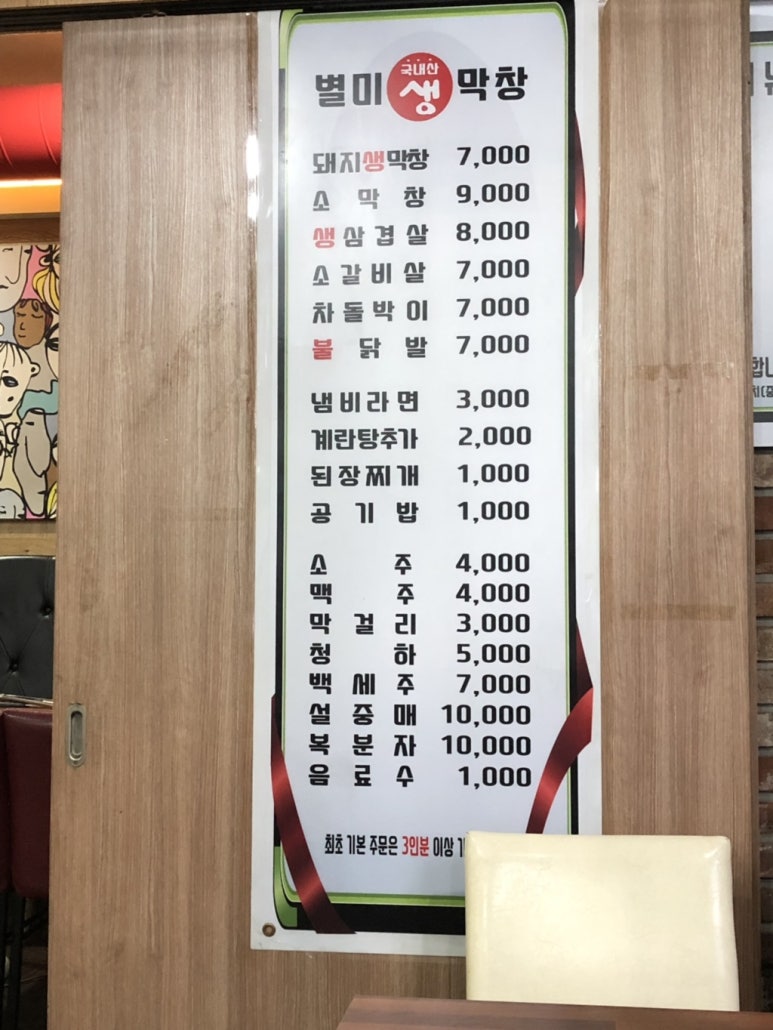 별미 국내산 생 막창
돼지생막창 7,000
소막창 9,000
생삼겹살 8,000
소갈비살 7,000
차돌박이 7,000
불닭발 7,000
냄비라면 3,000
계란탕추가 2,000
된장찌개 1,000
공기밥 1,000
소주 4,000
맥주 4,000
막걸리 3,000
청하 5,000
백세주 7,000
설중매 10,000
복분자 10,000
음료수 1,000
최초 기본 주문은 3인분 이상